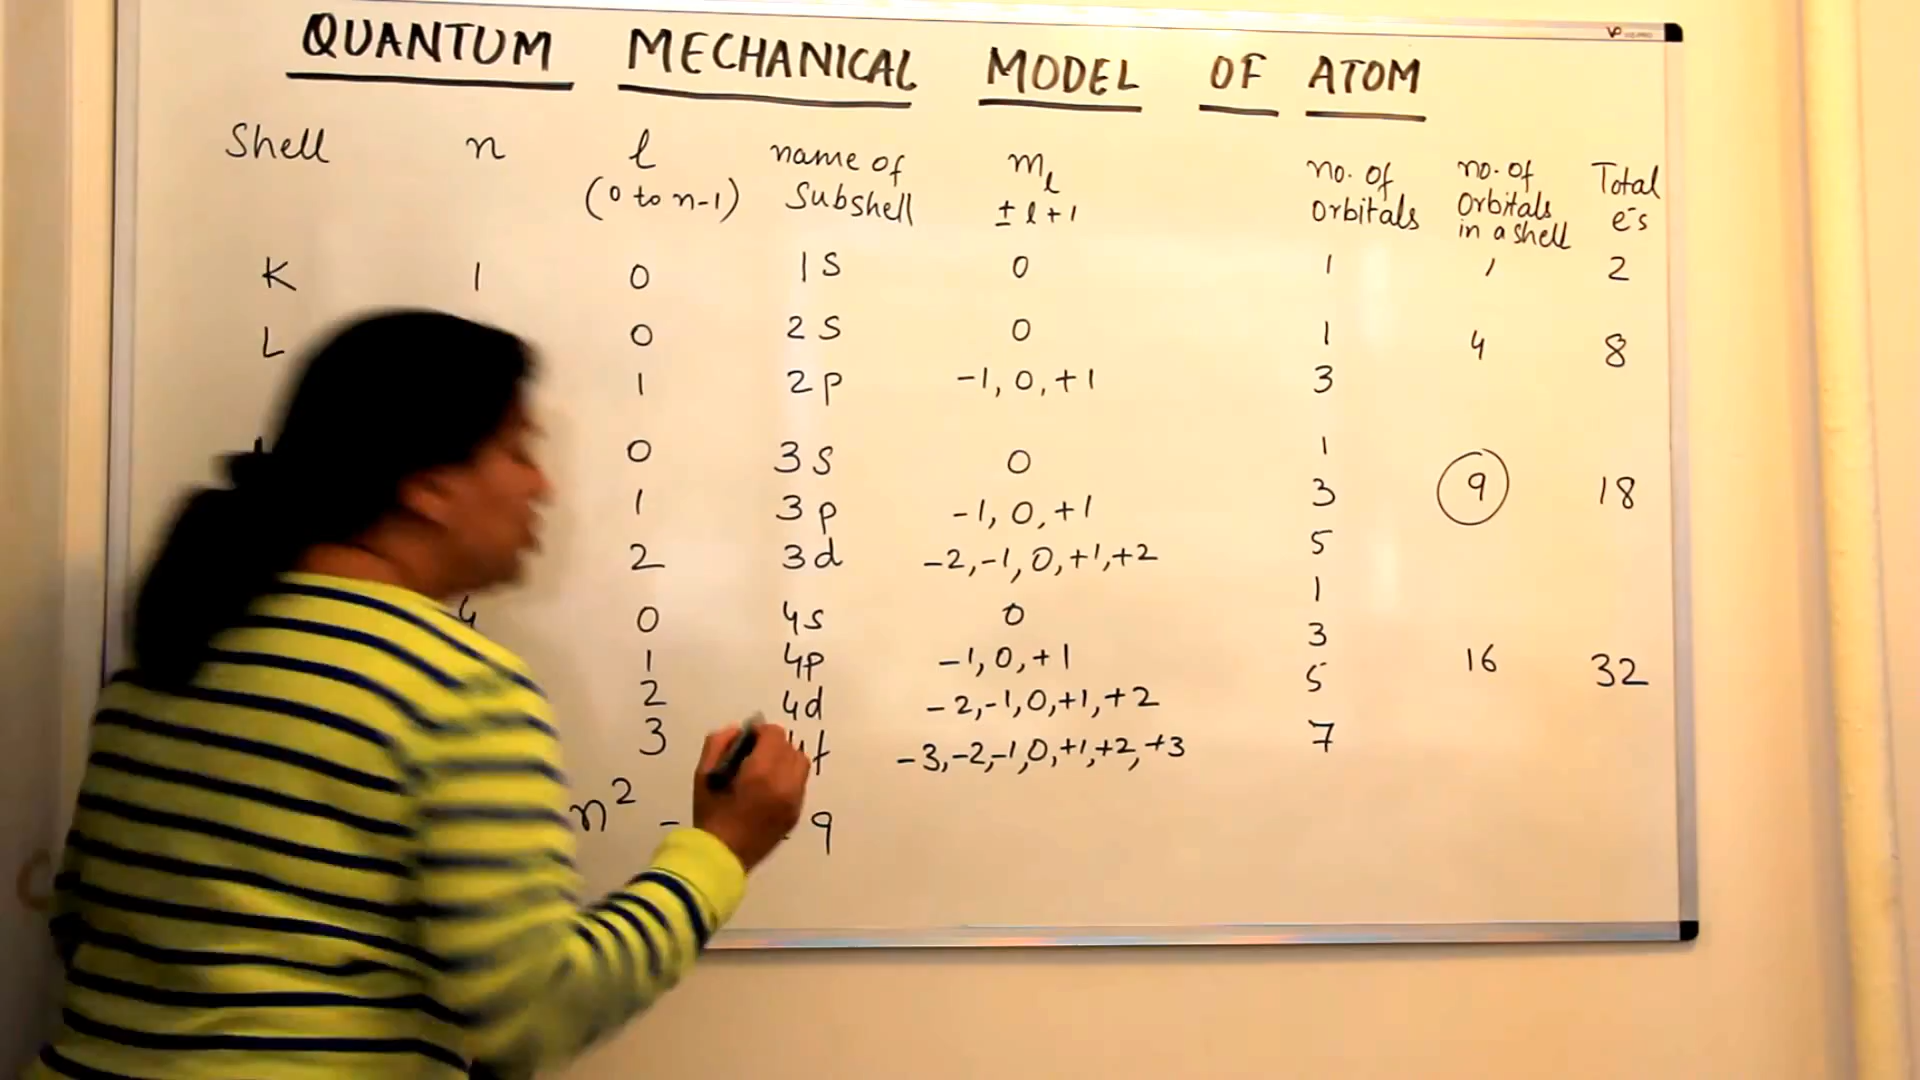 QUANTUM MECHANICAL MODEL OF ATOM
Shell n l name of Subshell mₗ no. of Orbitals no. of Orbitals in a shell Total e⁻s
(0 to n-1) ± l + 1
K 1 0 1s 0 1 1 2
L 0 2s 0 1 4 8
1 2p -1, 0, +1 3
0 3s 0 1
1 3p -1, 0, +1 3 9 18
2 3d -2, -1, 0, +1, +2 5
4 0 4s 0 1
1 4p -1, 0, +1 3 16 32
2 4d -2, -1, 0, +1, +2 5
3 4f -3, -2, -1, 0, +1, +2, +3 7
n² - 9